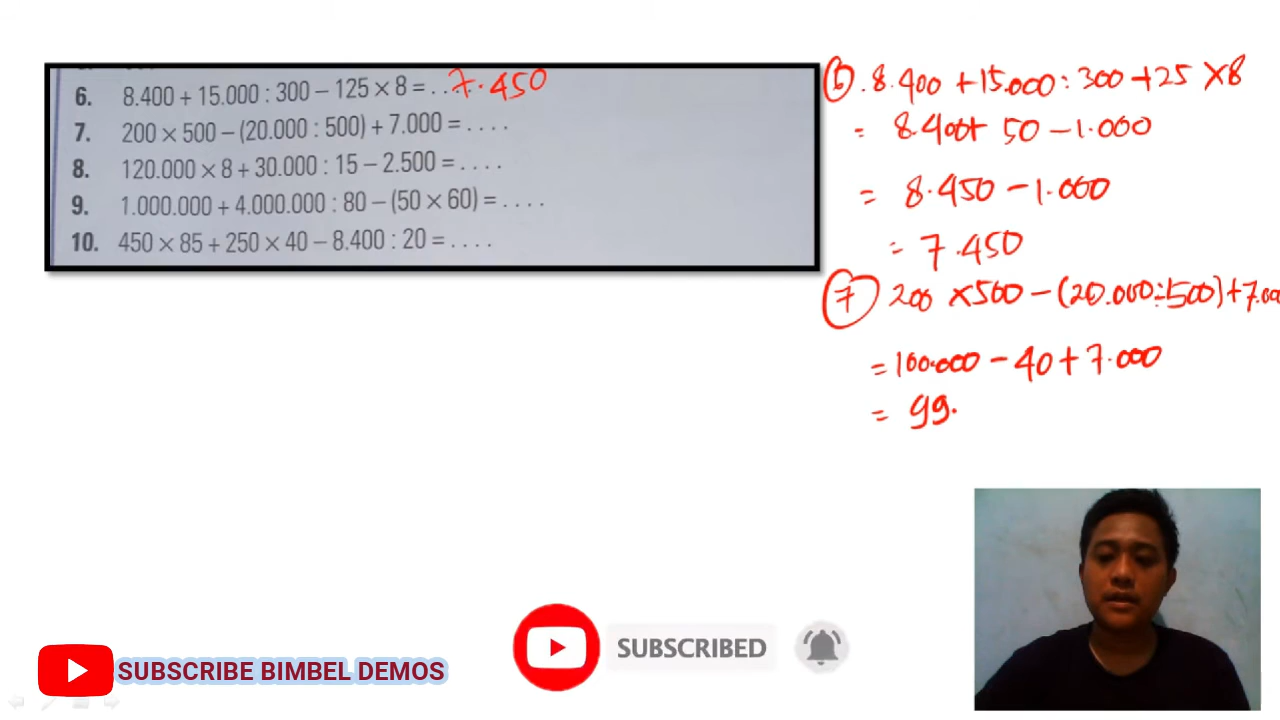 6. 8.400 + 15.000 : 300 – 125 × 8 = . . . 7.450
7. 200 × 500 – (20.000 : 500) + 7.000 = . . . .
8. 120.000 × 8 + 30.000 : 15 – 2.500 = . . . .
9. 1.000.000 + 4.000.000 : 80 – (50 × 60) = . . . .
10. 450 × 85 + 250 × 40 – 8.400 : 20 = . . . .
6. 8.400 + 15.000 : 300 – 125 × 8
= 8.400 + 50 – 1.000
= 8.450 – 1.000
= 7.450
7 200 × 500 – (20.000 : 500) + 7.00
= 100.000 – 40 + 7.000
= 99.
SUBSCRIBED
SUBSCRIBE BIMBEL DEMOS